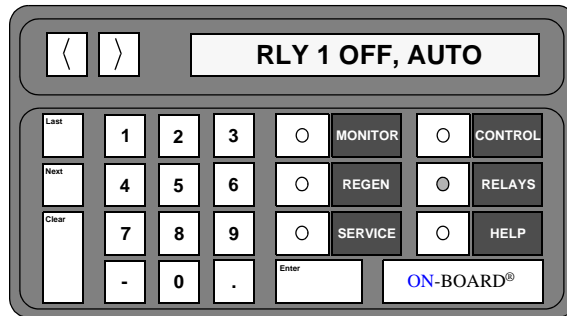 〈 〉 RLY 1 OFF, AUTO
Last 1 2 3 MONITOR CONTROL
Next 4 5 6 REGEN RELAYS
Clear 7 8 9 SERVICE HELP
- 0 . Enter ON-BOARD®